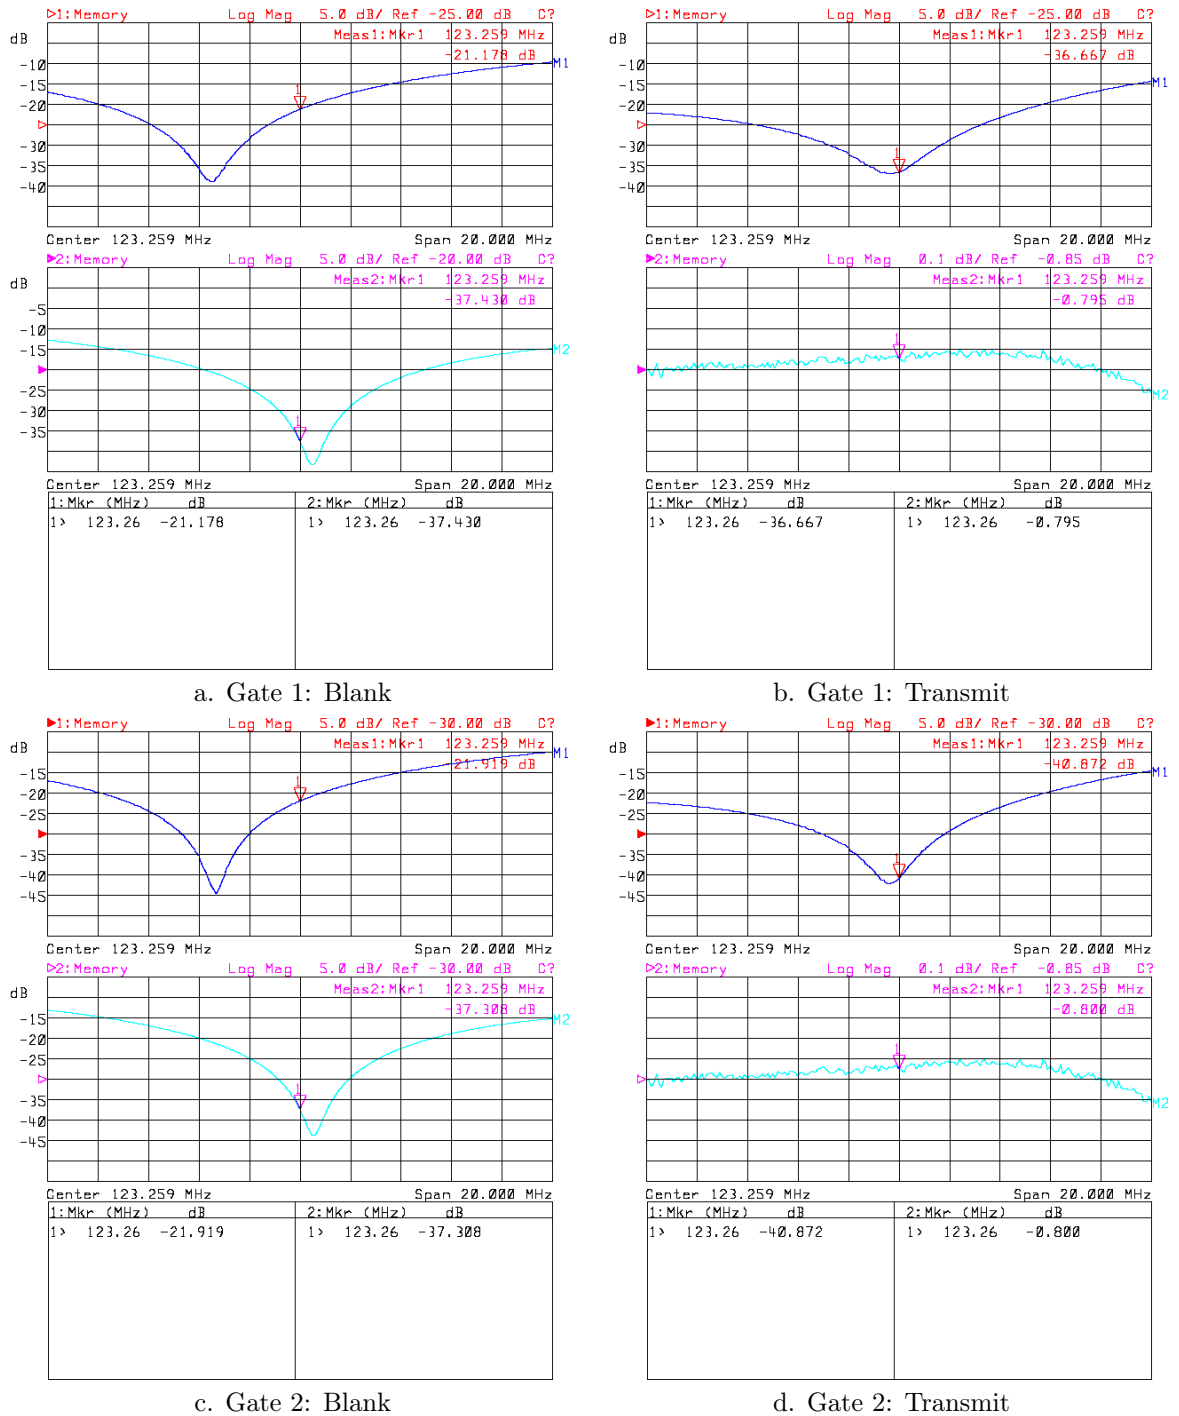 ▷1:Memory Log Mag 5.0 dB/ Ref -25.00 dB C?
dB Meas1:Mkr1 123.259 MHz
-21.178 dB
-10
M1
-15
1
-20
-30
-35
-40
Center 123.259 MHz Span 20.000 MHz
▶2:Memory Log Mag 5.0 dB/ Ref -20.00 dB C?
dB Meas2:Mkr1 123.259 MHz
-37.430 dB
-5
-10
-15
M2
-25
-30
1
-35
Center 123.259 MHz Span 20.000 MHz
1:Mkr (MHz) dB 2:Mkr (MHz) dB
1> 123.26 -21.178 1> 123.26 -37.430
a. Gate 1: Blank
▷1:Memory Log Mag 5.0 dB/ Ref -25.00 dB C?
dB Meas1:Mkr1 123.259 MHz
-36.667 dB
-10
-15
M1
-20
-30
1
-35
-40
Center 123.259 MHz Span 20.000 MHz
▶2:Memory Log Mag 0.1 dB/ Ref -0.85 dB C?
Meas2:Mkr1 123.259 MHz
-0.795 dB
1
M2
Center 123.259 MHz Span 20.000 MHz
1:Mkr (MHz) dB 2:Mkr (MHz) dB
1> 123.26 -36.667 1> 123.26 -0.795
b. Gate 1: Transmit
▶1:Memory Log Mag 5.0 dB/ Ref -30.00 dB C?
dB Meas1:Mkr1 123.259 MHz
M1
-21.919 dB
-15
1
-20
-25
-35
-40
-45
Center 123.259 MHz Span 20.000 MHz
▷2:Memory Log Mag 5.0 dB/ Ref -30.00 dB C?
dB Meas2:Mkr1 123.259 MHz
-37.308 dB
-15
M2
-20
-25
1
-35
-40
-45
Center 123.259 MHz Span 20.000 MHz
1:Mkr (MHz) dB 2:Mkr (MHz) dB
1> 123.26 -21.919 1> 123.26 -37.308
c. Gate 2: Blank
▶1:Memory Log Mag 5.0 dB/ Ref -30.00 dB C?
dB Meas1:Mkr1 123.259 MHz
-40.872 dB
-15
M1
-20
-25
-35
1
-40
-45
Center 123.259 MHz Span 20.000 MHz
▷2:Memory Log Mag 0.1 dB/ Ref -0.85 dB C?
Meas2:Mkr1 123.259 MHz
-0.800 dB
1
M2
Center 123.259 MHz Span 20.000 MHz
1:Mkr (MHz) dB 2:Mkr (MHz) dB
1> 123.26 -40.872 1> 123.26 -0.800
d. Gate 2: Transmit